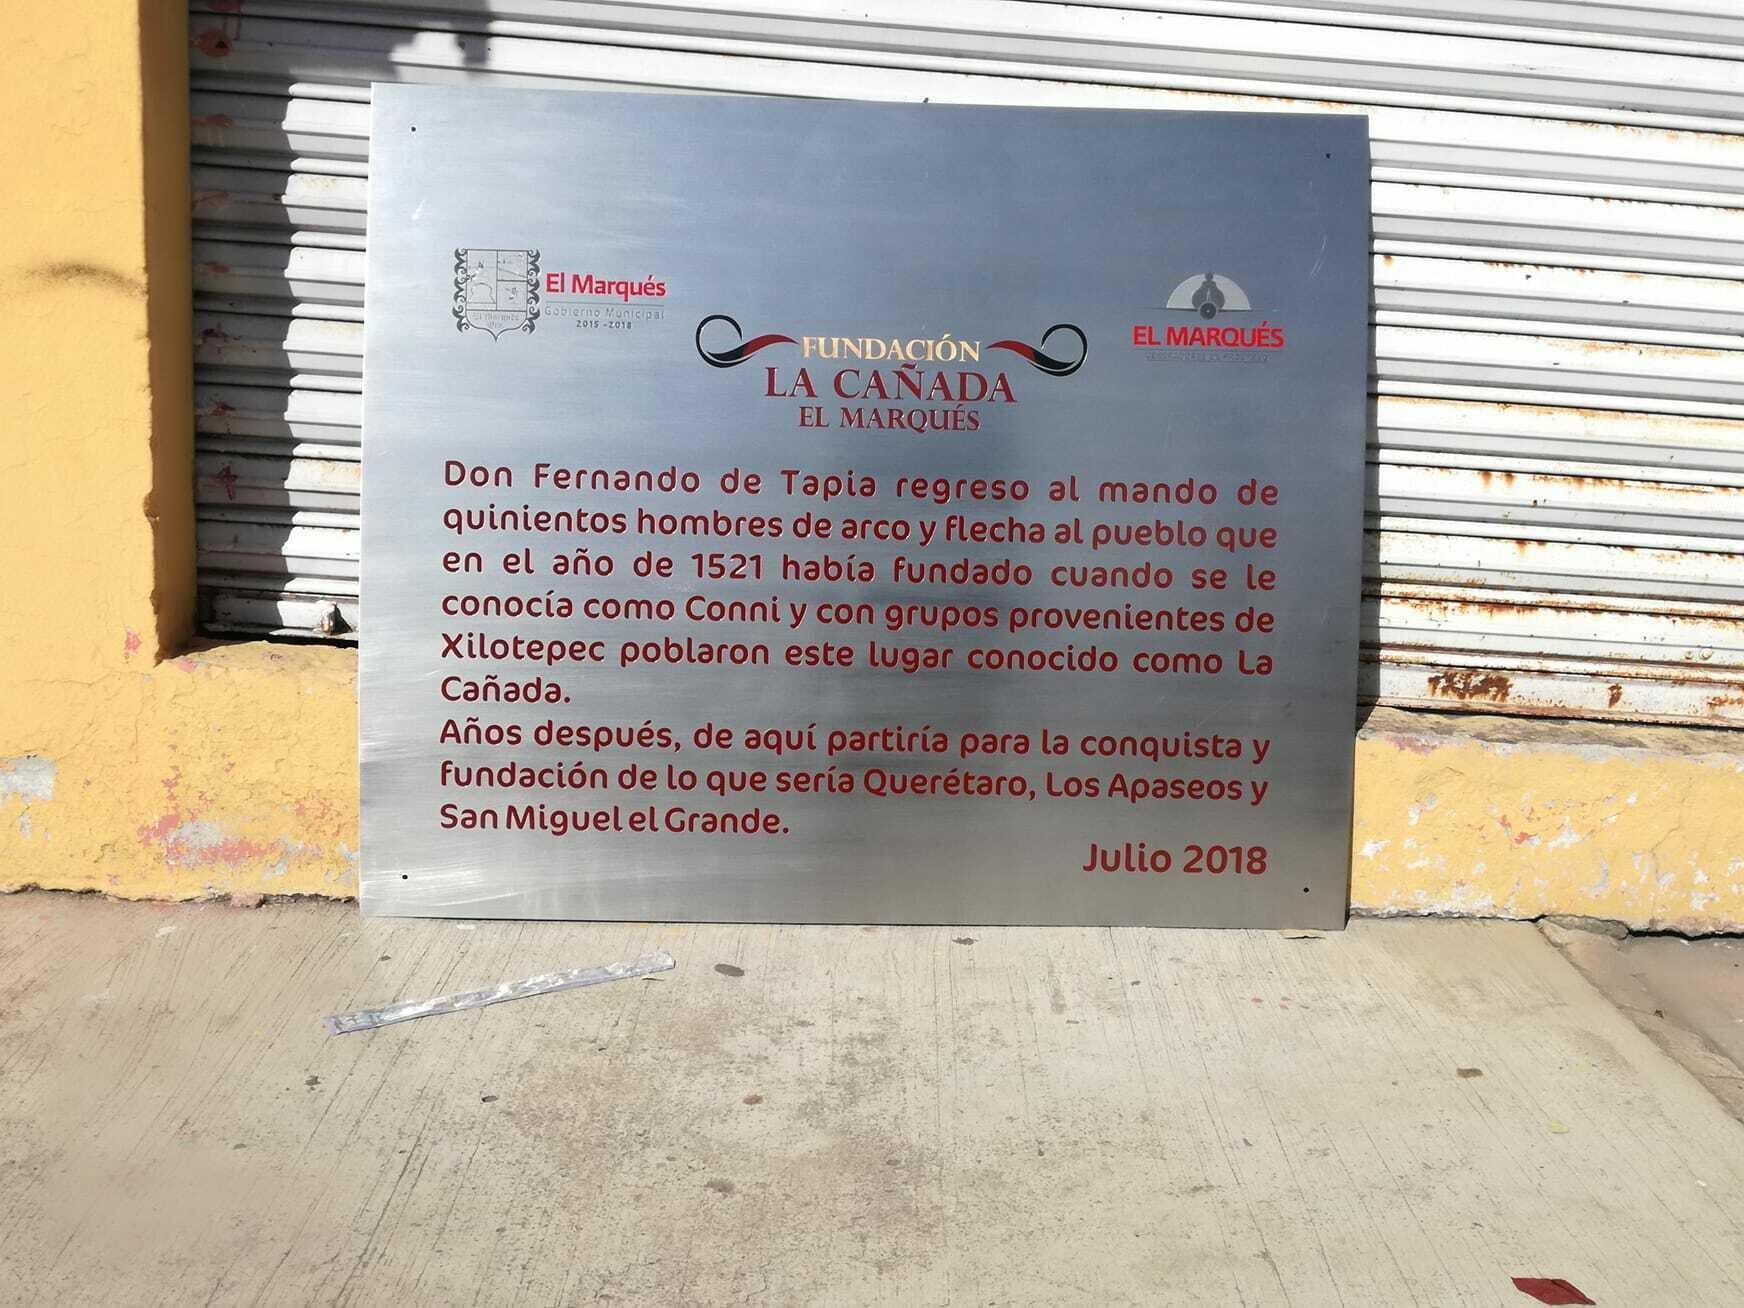 El Marqués
Gobierno Municipal
2015 - 2018
EL MARQUÉS
FUNDACIÓN
LA CAÑADA
EL MARQUÉS
Don Fernando de Tapia regreso al mando de
quinientos hombres de arco y flecha al pueblo que
en el año de 1521 había fundado cuando se le
conocía como Conni y con grupos provenientes de
Xilotepec poblaron este lugar conocido como La
Cañada.
Años después, de aquí partiría para la conquista y
fundación de lo que sería Querétaro, Los Apaseos y
San Miguel el Grande.
Julio 2018